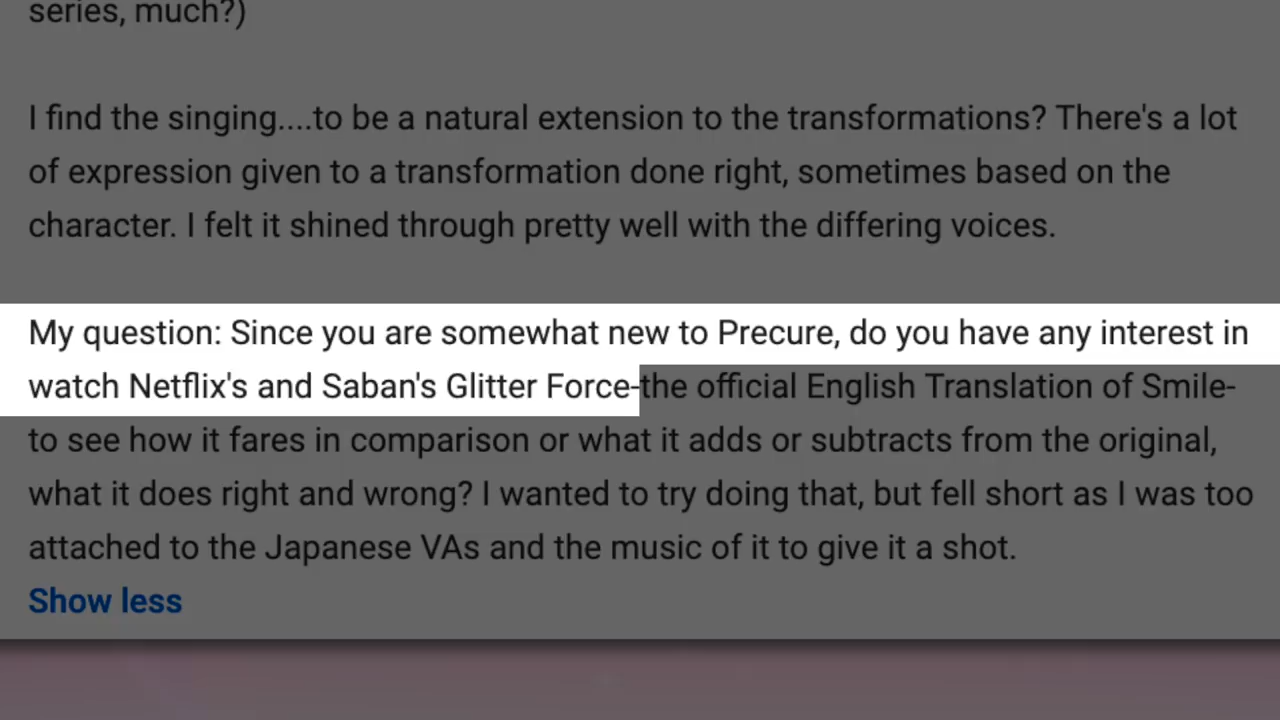 series, much?)
I find the singing....to be a natural extension to the transformations? There's a lot
of expression given to a transformation done right, sometimes based on the
character. I felt it shined through pretty well with the differing voices.
My question: Since you are somewhat new to Precure, do you have any interest in
watch Netflix's and Saban's Glitter Force-the official English Translation of Smile-
to see how it fares in comparison or what it adds or subtracts from the original,
what it does right and wrong? I wanted to try doing that, but fell short as I was too
attached to the Japanese VAs and the music of it to give it a shot.
Show less